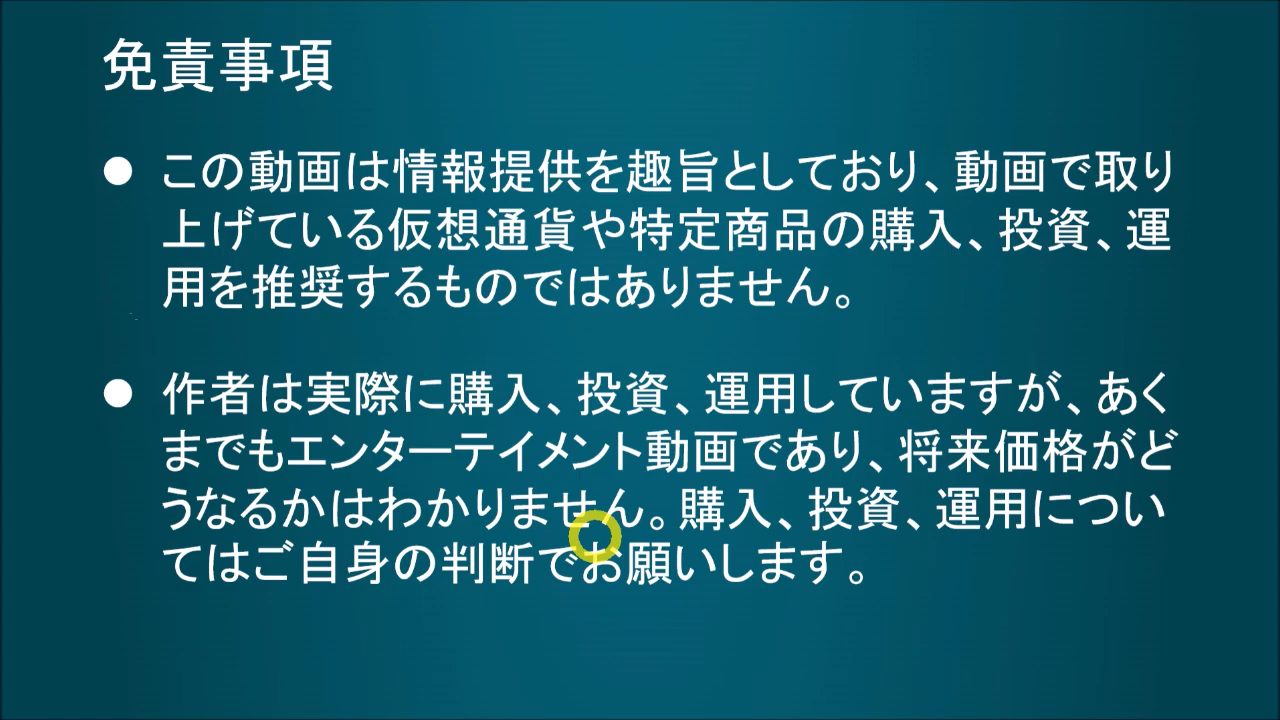 免責事項
● この動画は情報提供を趣旨としており、動画で取り
上げている仮想通貨や特定商品の購入、投資、運
用を推奨するものではありません。
● 作者は実際に購入、投資、運用していますが、あく
までもエンターテイメント動画であり、将来価格がど
うなるかはわかりません。購入、投資、運用につい
てはご自身の判断でお願いします。